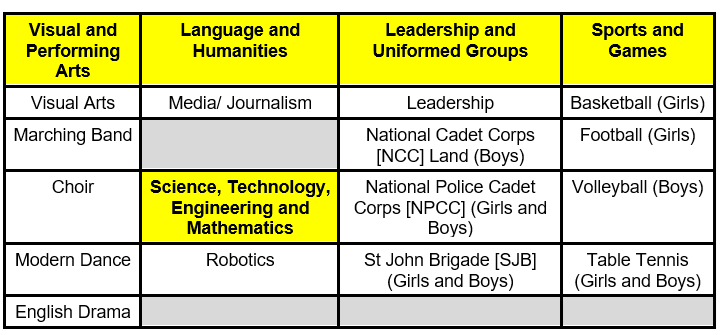 Visual and
Performing
Arts
Language and
Humanities
Leadership and
Uniformed Groups
Sports and
Games
Visual Arts
Media/ Journalism
Leadership
Basketball (Girls)
Marching Band
National Cadet Corps
[NCC] Land (Boys)
Football (Girls)
Choir
Science, Technology,
Engineering and
Mathematics
National Police Cadet
Corps [NPCC] (Girls and
Boys)
Volleyball (Boys)
Modern Dance
Robotics
St John Brigade [SJB]
(Girls and Boys)
Table Tennis
(Girls and Boys)
English Drama